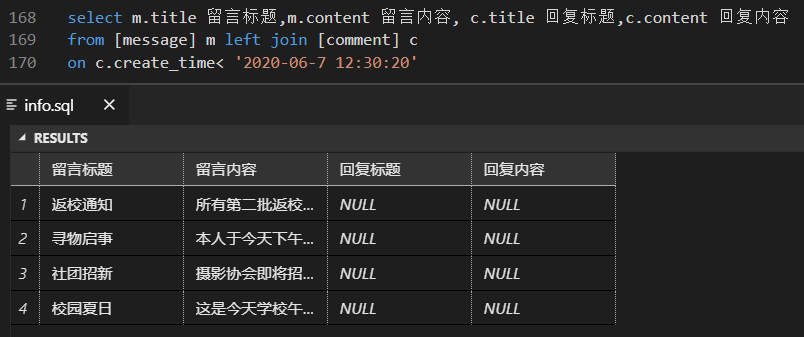 168 select m.title 留言标题,m.content 留言内容, c.title 回复标题,c.content 回复内容
169 from [message] m left join [comment] c
170 on c.create_time< '2020-06-7 12:30:20'
info.sql
RESULTS
留言标题 留言内容 回复标题 回复内容
1 返校通知 所有第二批返校... NULL NULL
2 寻物启事 本人于今天下午... NULL NULL
3 社团招新 摄影协会即将招... NULL NULL
4 校园夏日 这是今天学校午... NULL NULL